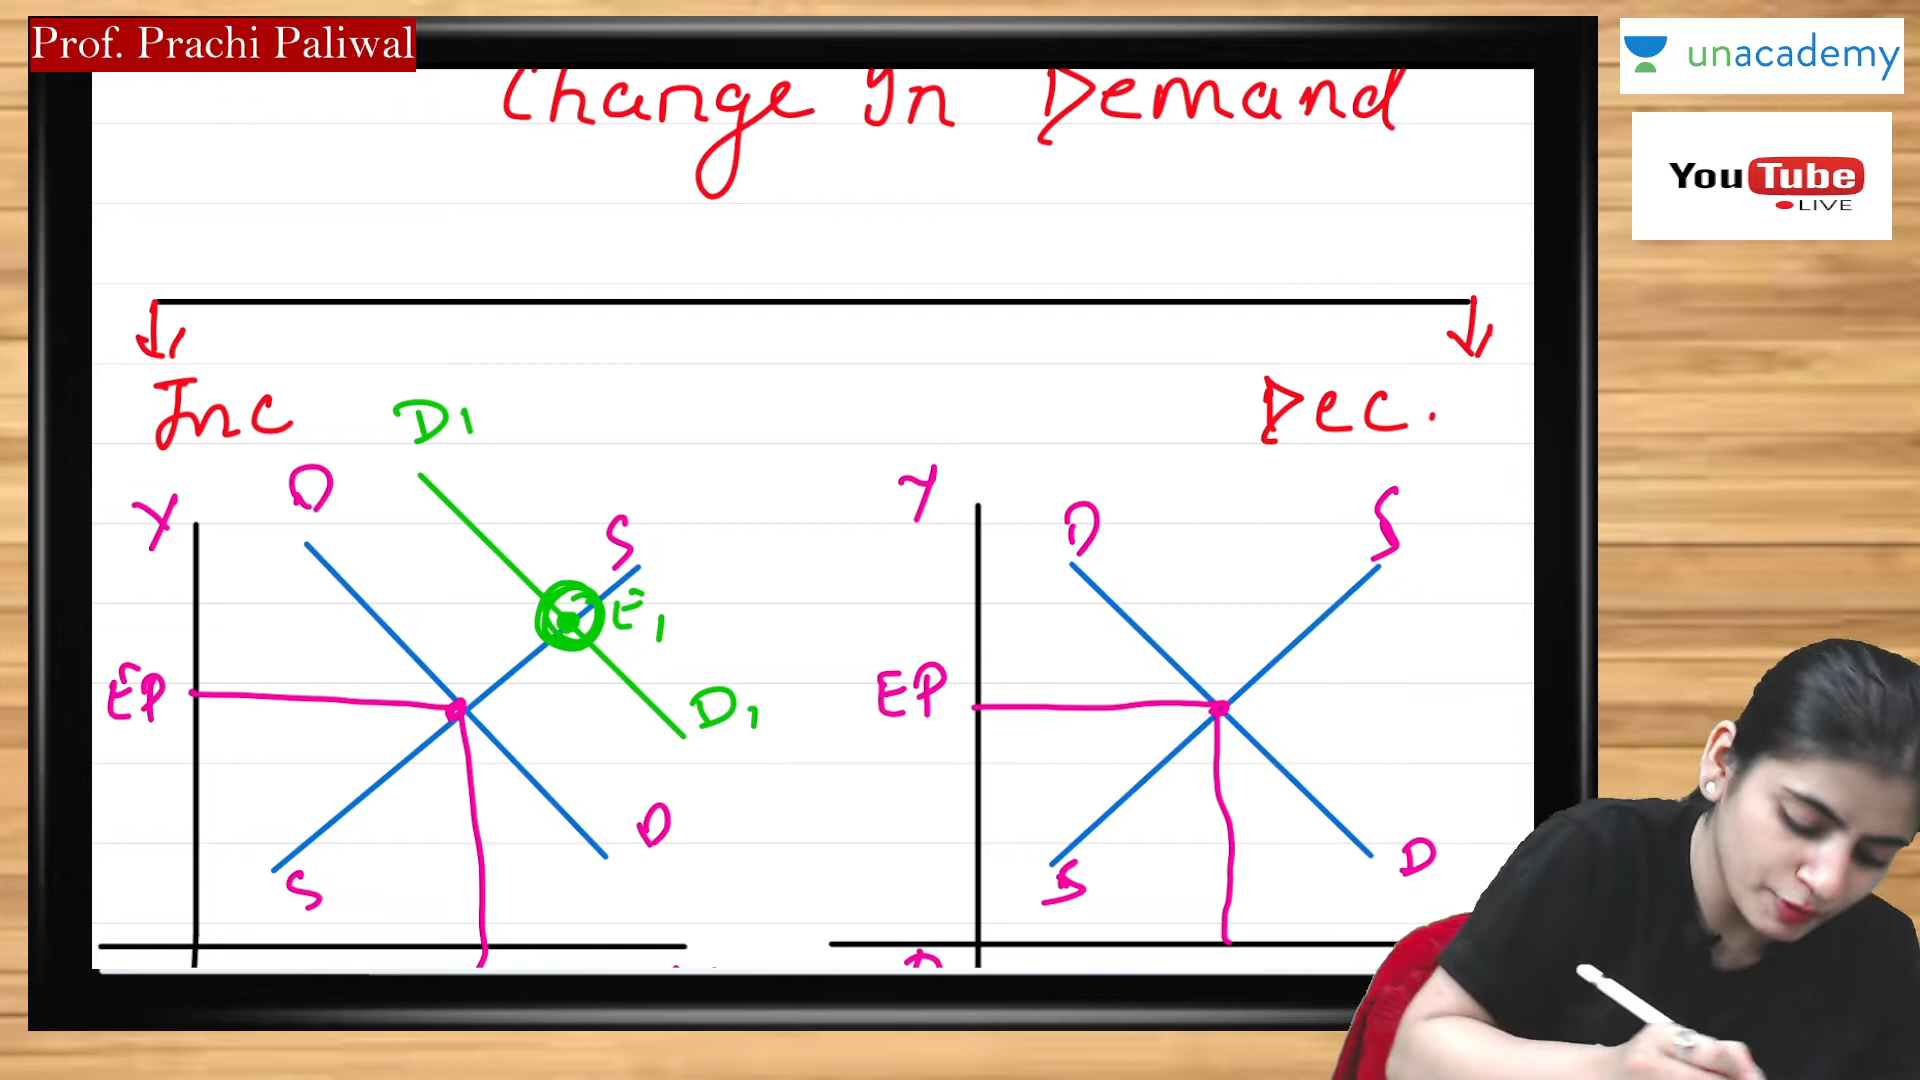 Prof. Prachi Paliwal
unacademy
YouTube
LIVE
Change In Demand
Inc
Dec.
D1
D
Y
S
E1
EP
D1
D
S
Y
D
S
EP
S
D